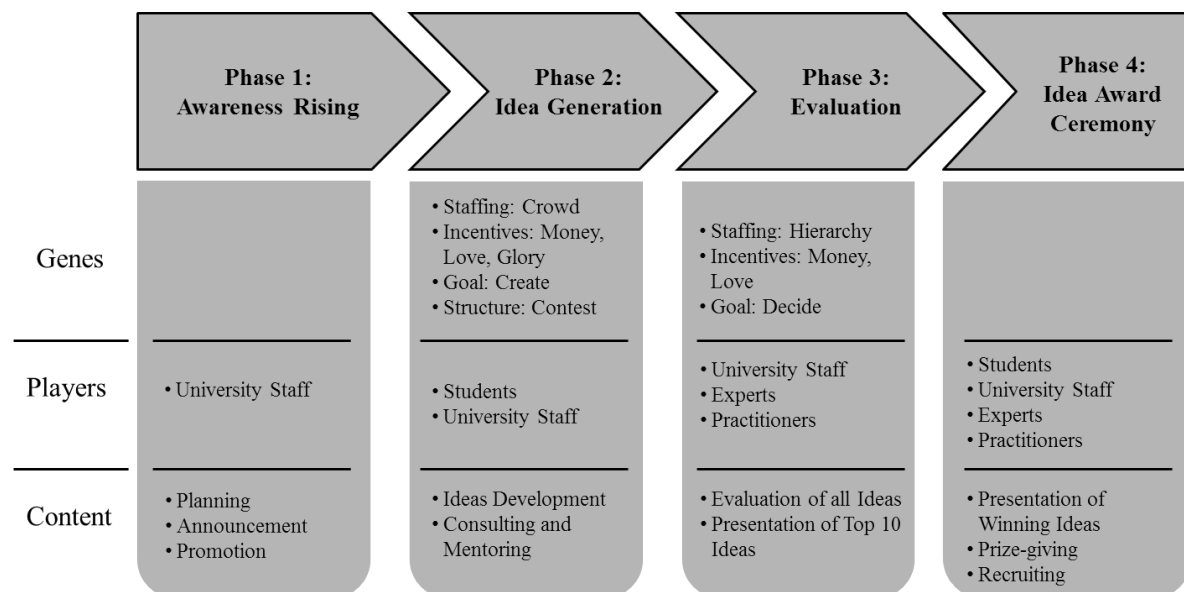 Phase 1:
Awareness Rising
Phase 2:
Idea Generation
Phase 3:
Evaluation
Phase 4:
Idea Award
Ceremony
Genes
• Staffing: Crowd
• Incentives: Money,
Love, Glory
• Goal: Create
• Structure: Contest
• Staffing: Hierarchy
• Incentives: Money,
Love
• Goal: Decide
Players
• University Staff
• Students
• University Staff
• University Staff
• Experts
• Practitioners
• Students
• University Staff
• Experts
• Practitioners
Content
• Planning
• Announcement
• Promotion
• Ideas Development
• Consulting and
Mentoring
• Evaluation of all Ideas
• Presentation of Top 10
Ideas
• Presentation of
Winning Ideas
• Prize-giving
• Recruiting